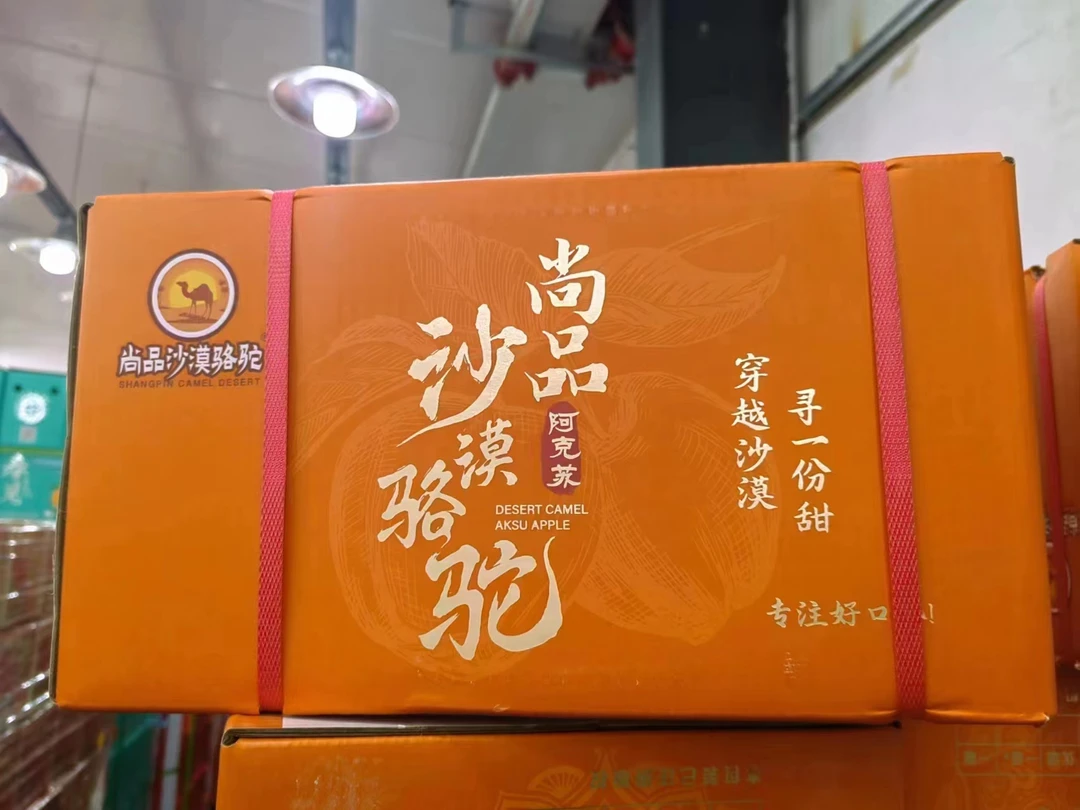 尚品沙漠骆驼
SHANGPIN CAMEL DESERT
尚品
沙漠
骆驼
阿克苏
DESERT CAMEL
AKSU APPLE
穿越沙漠
寻一份甜
专注好口